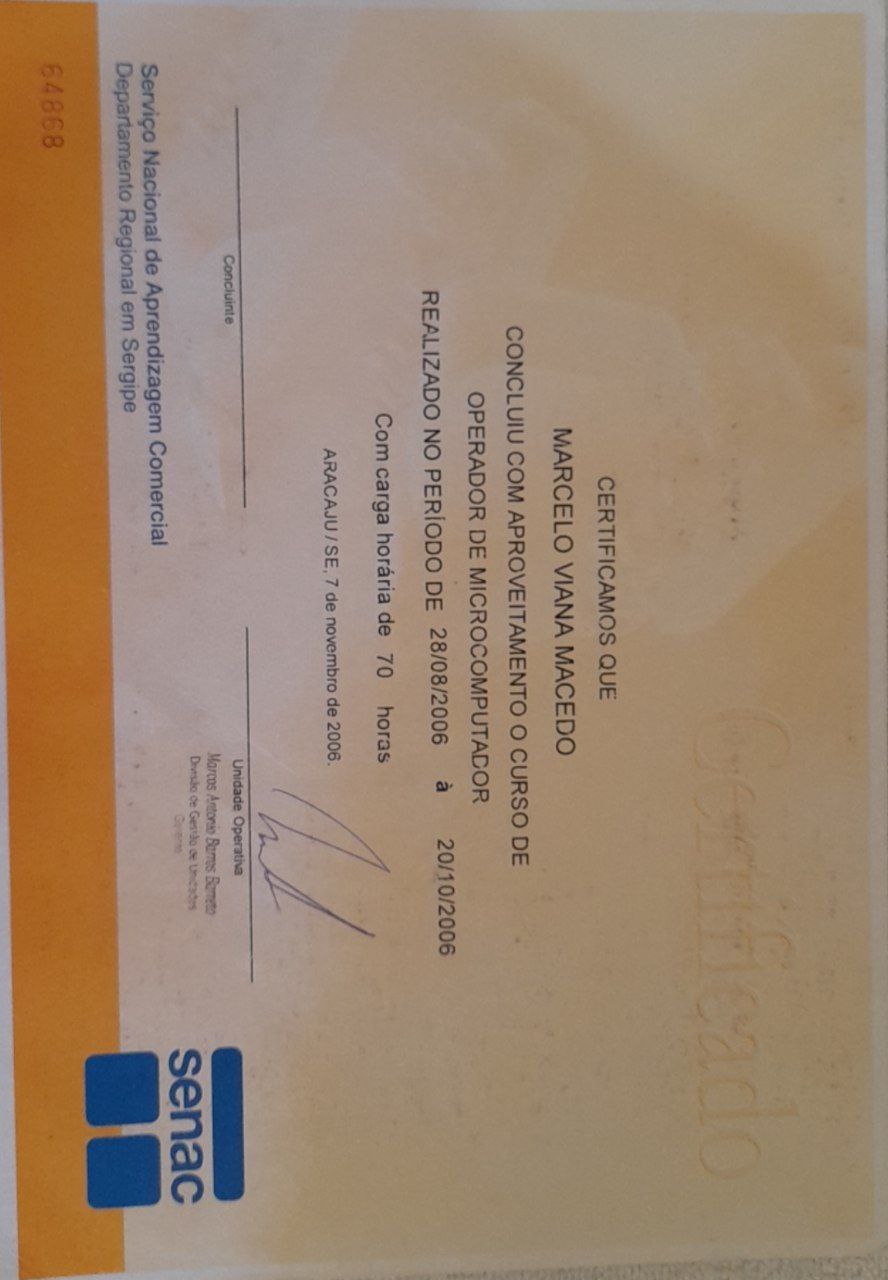 Certificado
CERTIFICAMOS QUE
MARCELO VIANA MACEDO
CONCLUIU COM APROVEITAMENTO O CURSO DE
OPERADOR DE MICROCOMPUTADOR
REALIZADO NO PERÍODO DE 28/08/2006 à 20/10/2006
Com carga horária de 70 horas
ARACAJU / SE, 7 de novembro de 2006.
Concluinte
Unidade Operativa
Marcos Antonio Barros Barreto
Divisão de Gestão de Unidades
Gerente
senac
Serviço Nacional de Aprendizagem Comercial
Departamento Regional em Sergipe
64868